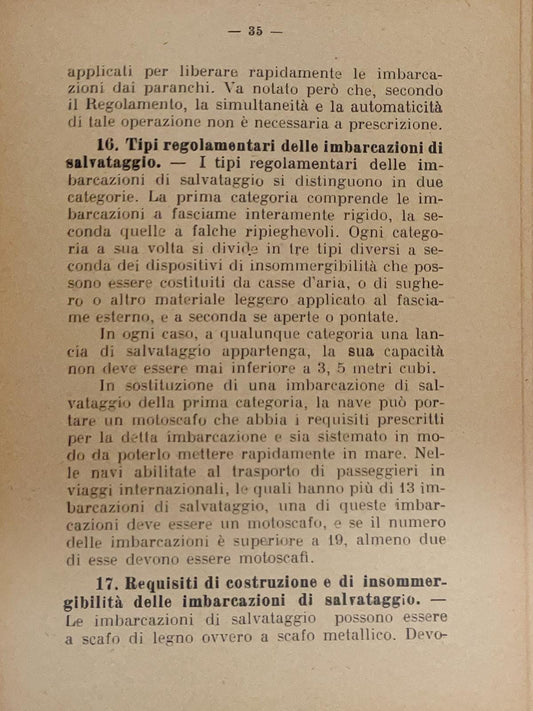 — 35 —
applicati per liberare rapidamente le imbarca-
zioni dai paranchi. Va notato però che, secondo
il Regolamento, la simultaneità e la automaticità
di tale operazione non è necessaria a prescrizione.
16. Tipi regolamentari delle imbarcazioni di
salvataggio. — I tipi regolamentari delle im-
barcazioni di salvataggio si distinguono in due
categorie. La prima categoria comprende le im-
barcazioni a fasciame interamente rigido, la se-
conda quelle a falche ripieghevoli. Ogni catego-
ria a sua volta si divide in tre tipi diversi a se-
conda dei dispositivi di insommergibilità che pos-
sono essere costituiti da casse d'aria, o di sughe-
ro o altro materiale leggero applicato al fascia-
me esterno, e a seconda se aperte o pontate.
In ogni caso, a qualunque categoria una lan-
cia di salvataggio appartenga, la sua capacità
non deve essere mai inferiore a 3, 5 metri cubi.
In sostituzione di una imbarcazione di sal-
vataggio della prima categoria, la nave può por-
tare un motoscafo che abbia i requisiti prescritti
per la detta imbarcazione e sia sistemato in mo-
do da poterlo mettere rapidamente in mare. Nel-
le navi abilitate al trasporto di passeggieri in
viaggi internazionali, le quali hanno più di 13 im-
barcazioni di salvataggio, una di queste imbar-
cazioni deve essere un motoscafo, e se il numero
delle imbarcazioni è superiore a 19, almeno due
di esse devono essere motoscafi.
17. Requisiti di costruzione e di insommer-
gibilità delle imbarcazioni di salvataggio. —
Le imbarcazioni di salvataggio possono essere
a scafo di legno ovvero a scafo metallico. Devo-